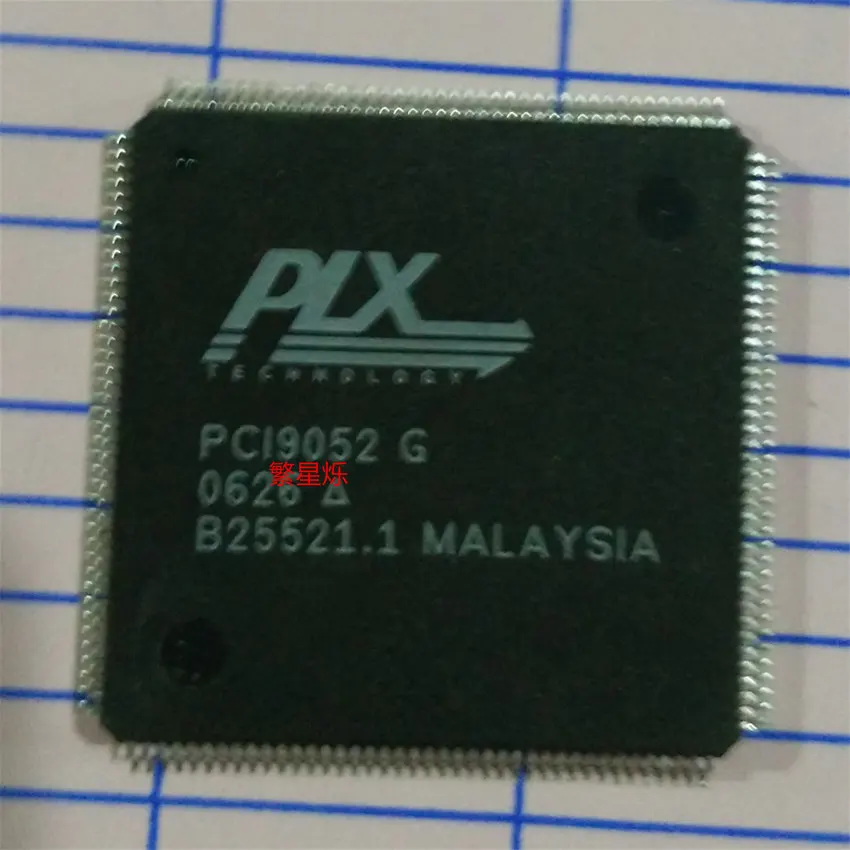 PLX
TECHNOLOGY
PCI9052 G
0626 Δ
繁星烁
B25521.1 MALAYSIA